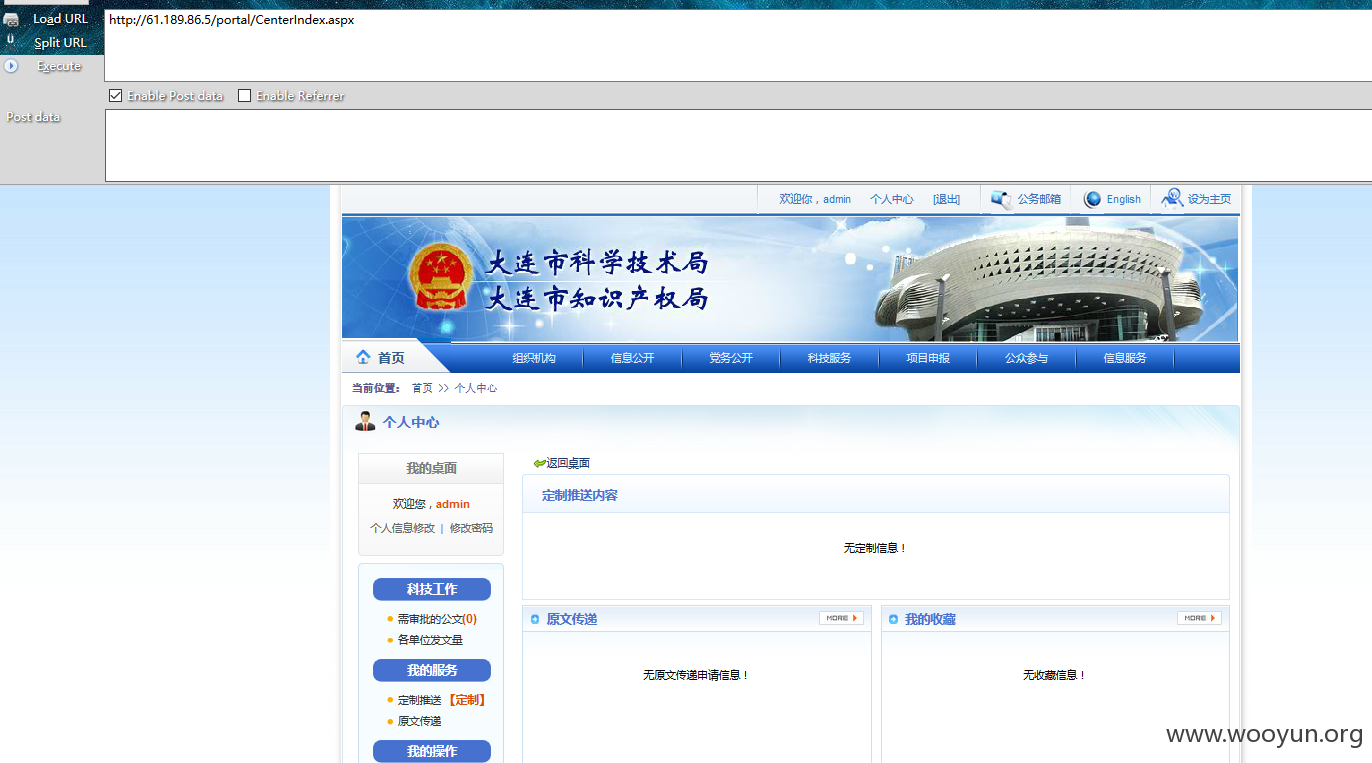 Load URL
http://61.189.86.5/portal/CenterIndex.aspx
Split URL
Execute
Enable Post data Enable Referrer
Post data
欢迎你，admin 个人中心 [退出] 公务邮箱 English 设为主页
大连市科学技术局
大连市知识产权局
首页 组织机构 信息公开 党务公开 科技服务 项目申报 公众参与 信息服务
当前位置： 首页 >> 个人中心
个人中心
我的桌面
欢迎您，admin
个人信息修改 | 修改密码
科技工作
需审批的公文(0)
各单位发文量
我的服务
定制推送 【定制】
原文传递
我的操作
返回桌面
定制推送内容
无定制信息！
原文传递 MORE
无原文传递申请信息！
我的收藏 MORE
无收藏信息！
www.wooyun.org